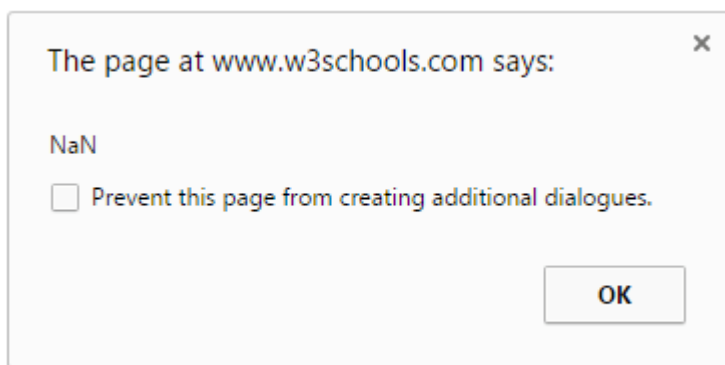 The page at www.w3schools.com says:
NaN
Prevent this page from creating additional dialogues.
OK